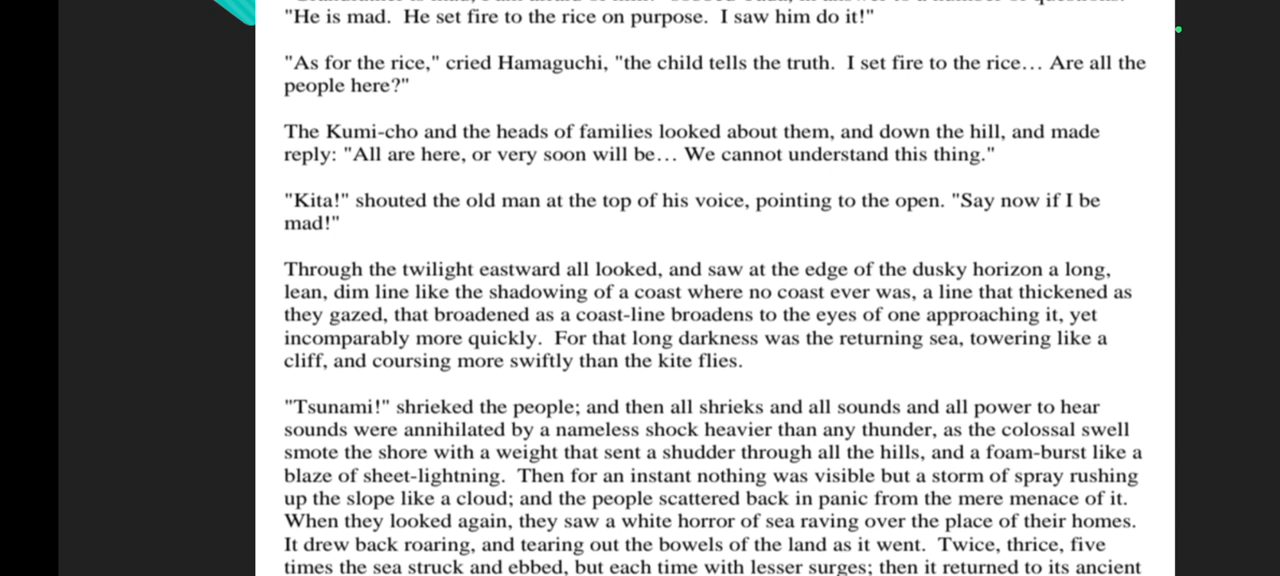 "He is mad.  He set fire to the rice on purpose.  I saw him do it!"
"As for the rice," cried Hamaguchi, "the child tells the truth.  I set fire to the rice… Are all the
people here?"
The Kumi-cho and the heads of families looked about them, and down the hill, and made
reply: "All are here, or very soon will be… We cannot understand this thing."
"Kita!" shouted the old man at the top of his voice, pointing to the open. "Say now if I be
mad!"
Through the twilight eastward all looked, and saw at the edge of the dusky horizon a long,
lean, dim line like the shadowing of a coast where no coast ever was, a line that thickened as
they gazed, that broadened as a coast-line broadens to the eyes of one approaching it, yet
incomparably more quickly.  For that long darkness was the returning sea, towering like a
cliff, and coursing more swiftly than the kite flies.
"Tsunami!" shrieked the people; and then all shrieks and all sounds and all power to hear
sounds were annihilated by a nameless shock heavier than any thunder, as the colossal swell
smote the shore with a weight that sent a shudder through all the hills, and a foam-burst like a
blaze of sheet-lightning.  Then for an instant nothing was visible but a storm of spray rushing
up the slope like a cloud; and the people scattered back in panic from the mere menace of it.
When they looked again, they saw a white horror of sea raving over the place of their homes.
It drew back roaring, and tearing out the bowels of the land as it went.  Twice, thrice, five
times the sea struck and ebbed, but each time with lesser surges; then it returned to its ancient